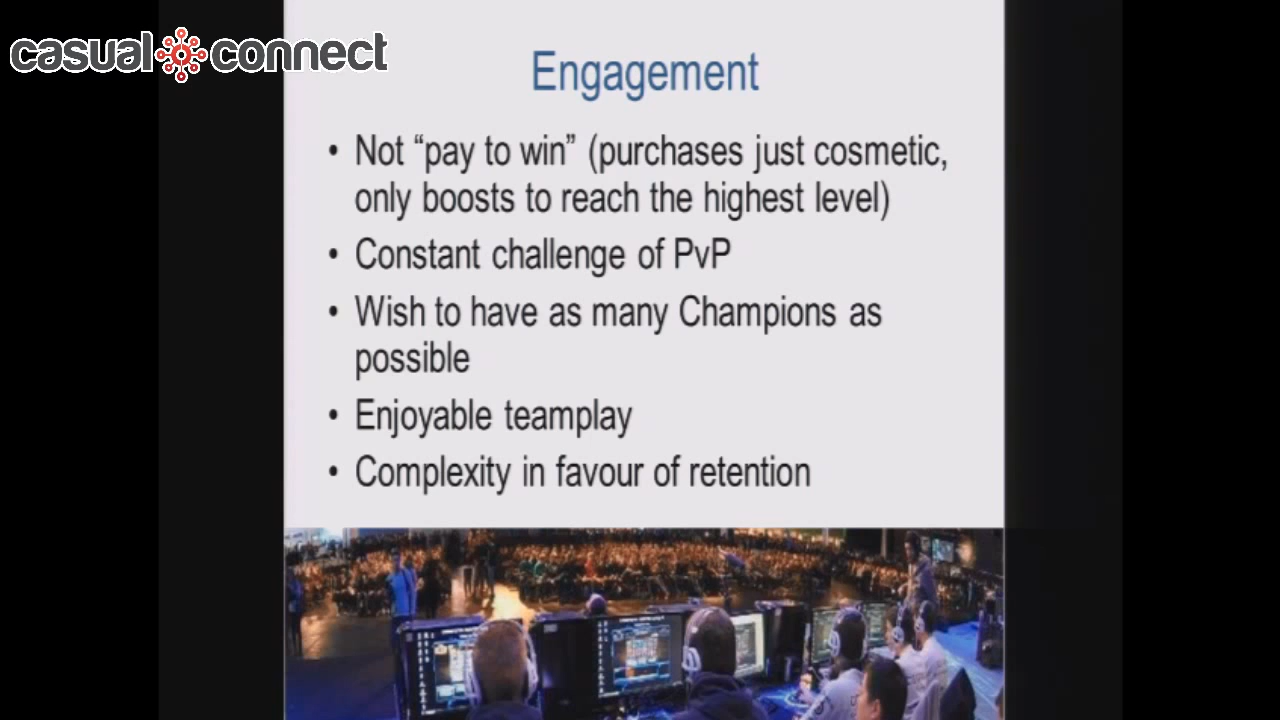 casual connect
Engagement
• Not “pay to win” (purchases just cosmetic,
only boosts to reach the highest level)
• Constant challenge of PvP
• Wish to have as many Champions as
possible
• Enjoyable teamplay
• Complexity in favour of retention